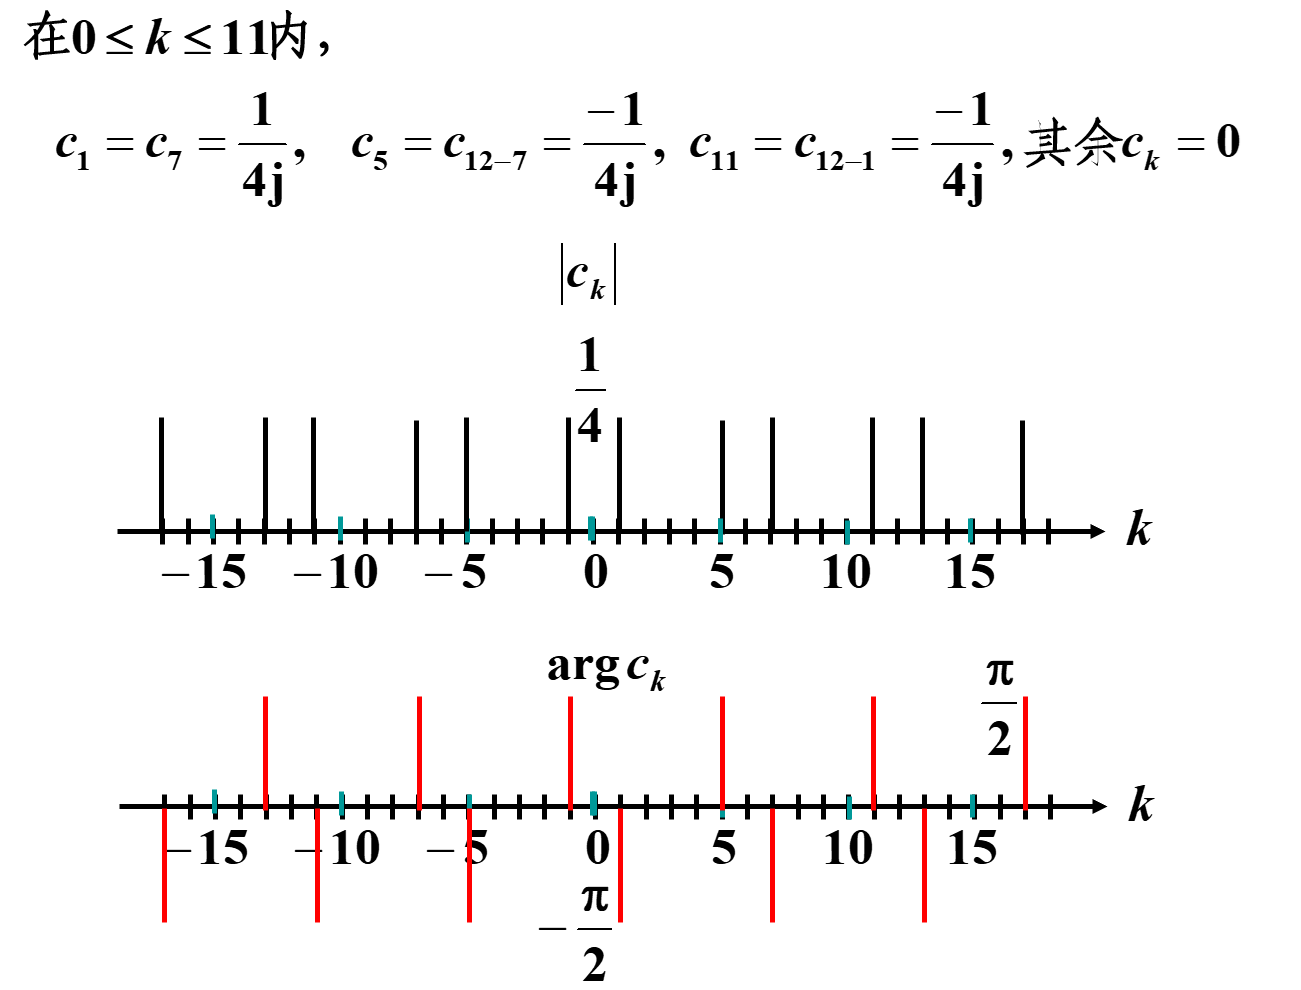 在0 ≤ k ≤ 11内，
c₁ = c₇ = 1/4j, c₅ = c₁₂₋₇ = −1/4j, c₁₁ = c₁₂₋₁ = −1/4j, 其余cₖ = 0
|cₖ|
1/4
k
−15 −10 −5 0 5 10 15
arg cₖ
π/2
k
−15 −10 −5 0 5 10 15
−π/2